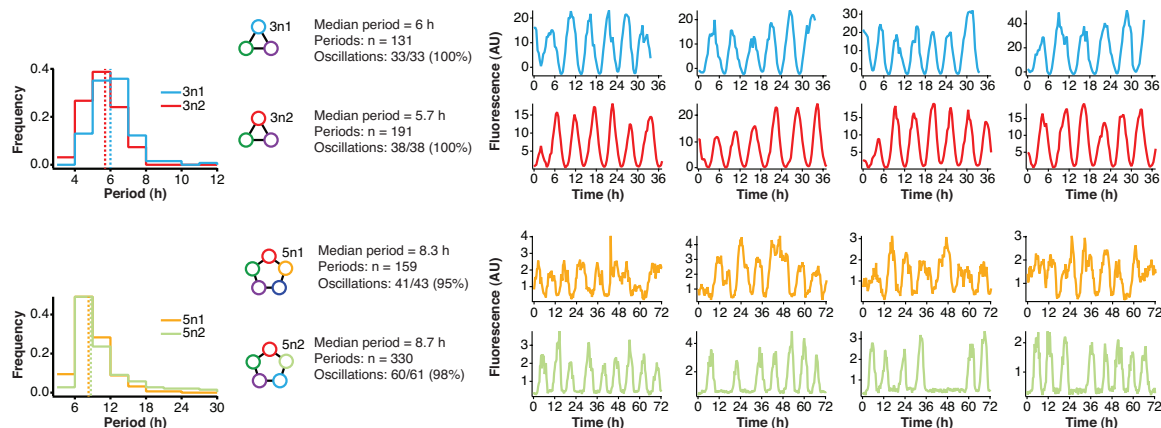 3n1
Median period = 6 h
Periods: n = 131
Oscillations: 33/33 (100%)
3n2
Median period = 5.7 h
Periods: n = 191
Oscillations: 38/38 (100%)
Frequency
0.4
0.2
0.0
3n1
3n2
4 6 8 10 12
Period (h)
Fluorescence (AU)
20
10
0
0 6 12 18 24 30 36
20
10
0
0 6 12 18 24 30 36
30
20
10
0
0 6 12 18 24 30 36
40
20
0
0 6 12 18 24 30 36
15
10
5
0 6 12 18 24 30 36
Time (h)
20
10
0
0 6 12 18 24 30 36
Time (h)
15
10
5
0 6 12 18 24 30 36
Time (h)
15
10
5
0 6 12 18 24 30 36
Time (h)
5n1
Median period = 8.3 h
Periods: n = 159
Oscillations: 41/43 (95%)
5n2
Median period = 8.7 h
Periods: n = 330
Oscillations: 60/61 (98%)
Frequency
0.4
0.2
0.0
5n1
5n2
6 12 18 24 30
Period (h)
Fluorescence (AU)
4
3
2
1
0 12 24 36 48 60 72
4
3
2
1
0 12 24 36 48 60 72
3
2
1
0 12 24 36 48 60 72
3
2
1
0 12 24 36 48 60 72
3
2
1
0 12 24 36 48 60 72
Time (h)
4
2
0 12 24 36 48 60 72
Time (h)
3
2
1
0 12 24 36 48 60 72
Time (h)
3
2
1
0 12 24 36 48 60 72
Time (h)